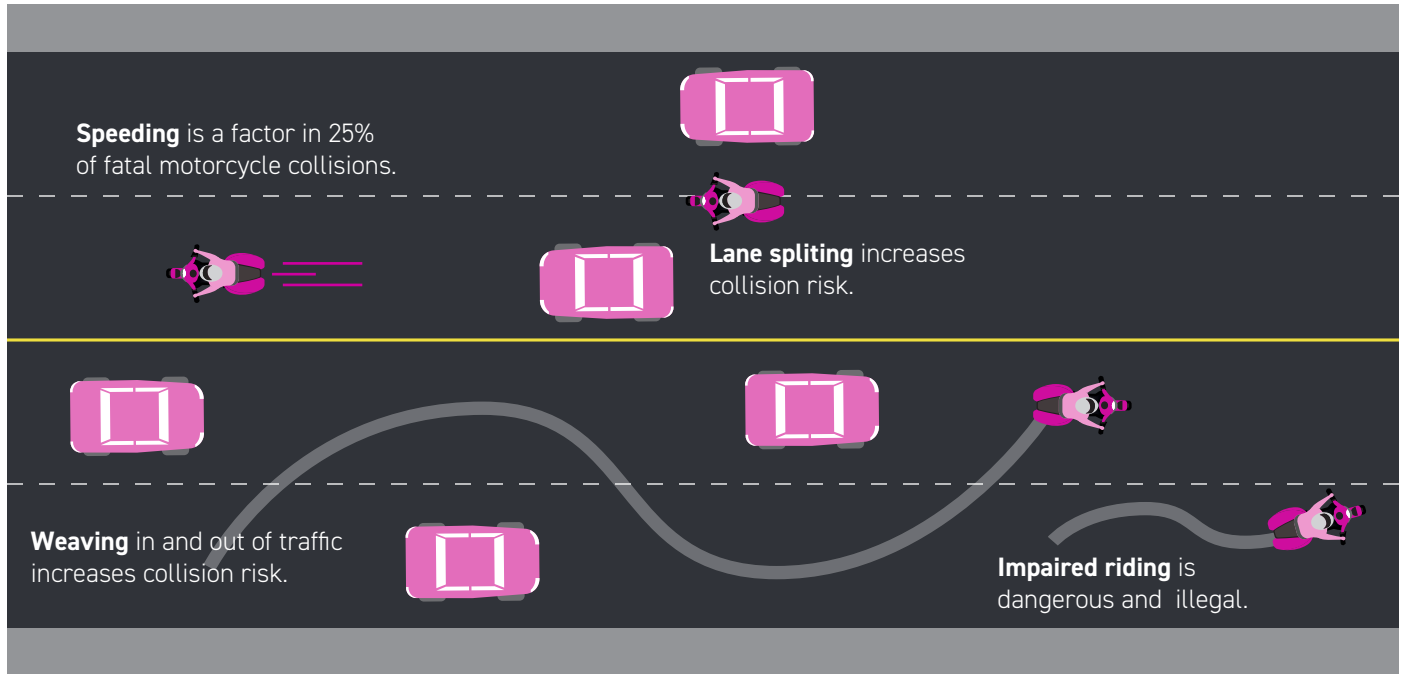 Speeding is a factor in 25%
of fatal motorcycle collisions.
Lane spliting increases
collision risk.
Weaving in and out of traffic
increases collision risk.
Impaired riding is
dangerous and  illegal.